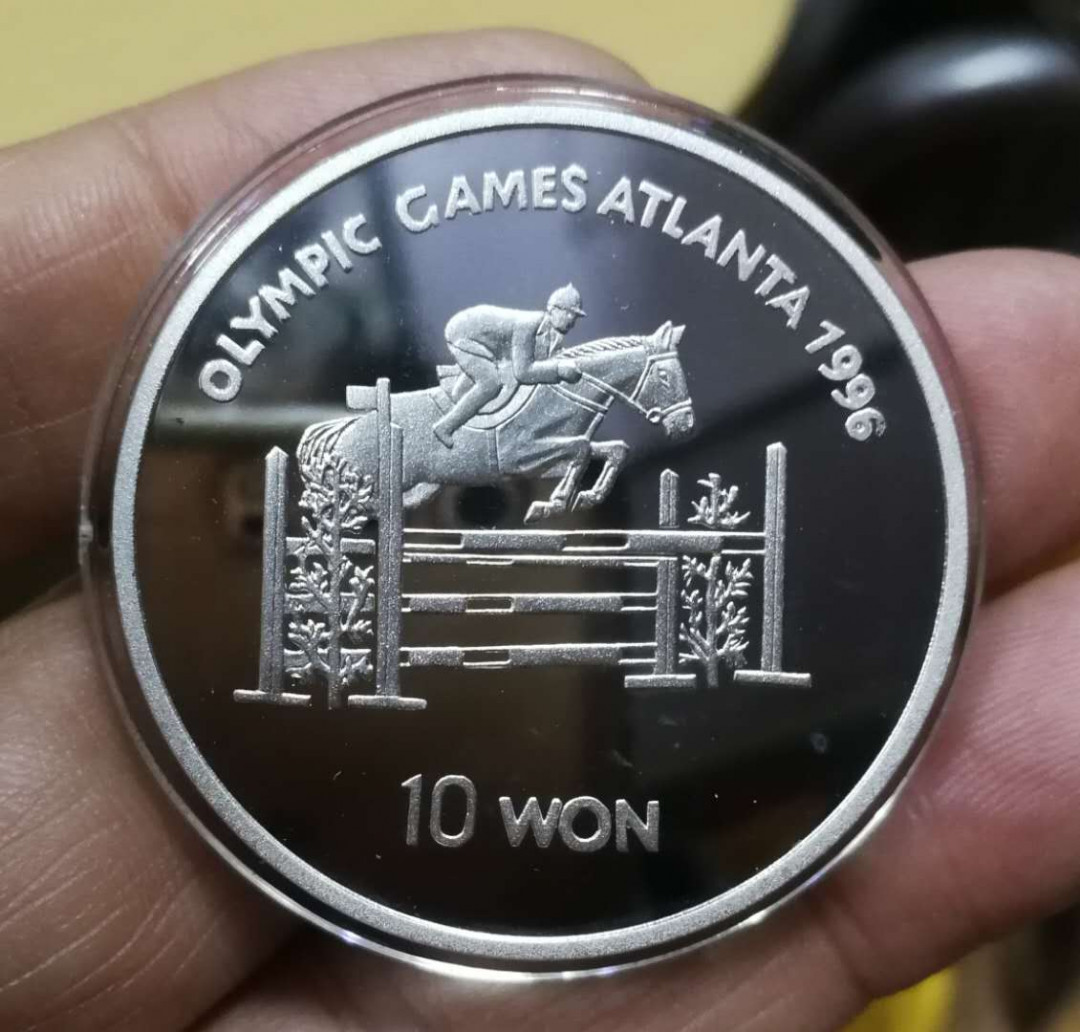 OLYMPIC GAMES ATLANTA 1996
10 WON